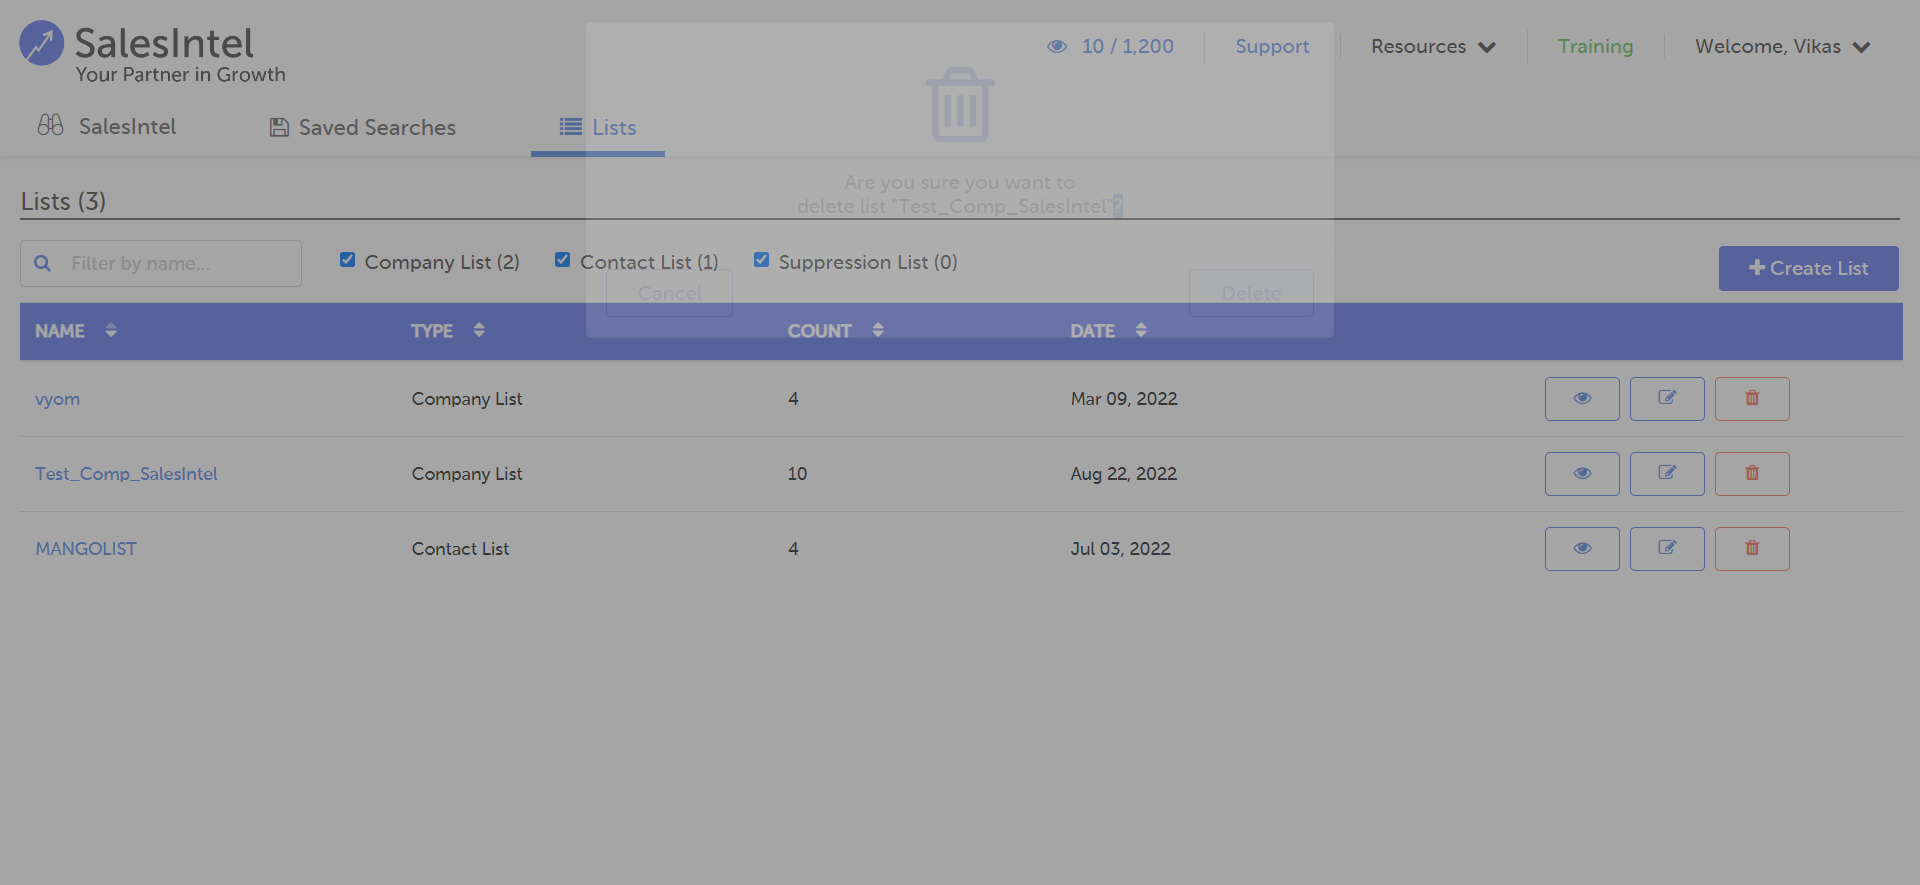 SalesIntel
Your Partner in Growth
10 / 1,200
Support
Resources
Training
Welcome, Vikas
SalesIntel
Saved Searches
Lists
Are you sure you want to
delete list "Test_Comp_SalesIntel"?
Cancel
Delete
Lists (3)
Filter by name...
Company List (2)
Contact List (1)
Suppression List (0)
Create List
NAME TYPE COUNT DATE
vyom Company List 4 Mar 09, 2022
Test_Comp_SalesIntel Company List 10 Aug 22, 2022
MANGOLIST Contact List 4 Jul 03, 2022